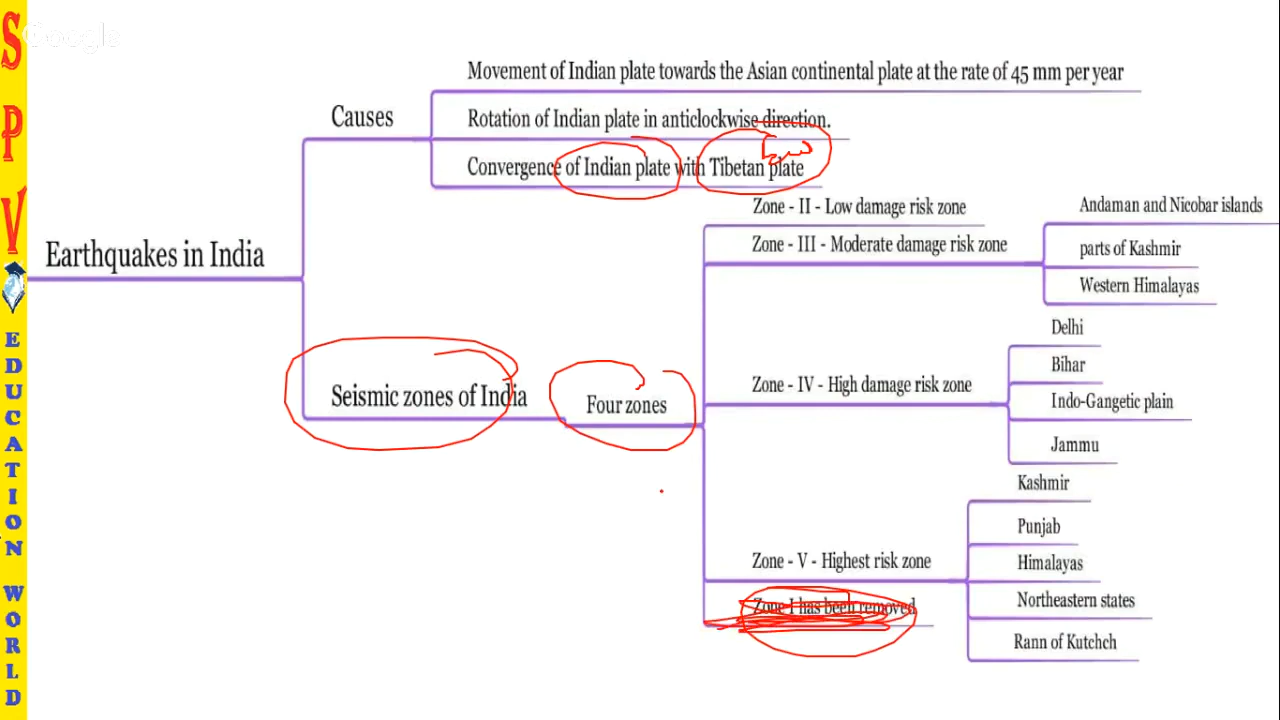 Google
SPV
EDUCATION WORLD
Earthquakes in India
Causes
Movement of Indian plate towards the Asian continental plate at the rate of 45 mm per year
Rotation of Indian plate in anticlockwise direction.
Convergence of Indian plate with Tibetan plate
Seismic zones of India
Four zones
Zone - II - Low damage risk zone
Zone - III - Moderate damage risk zone
Andaman and Nicobar islands
parts of Kashmir
Western Himalayas
Zone - IV - High damage risk zone
Delhi
Bihar
Indo-Gangetic plain
Jammu
Zone - V - Highest risk zone
Kashmir
Punjab
Himalayas
Northeastern states
Rann of Kutchch
Zone I has been removed